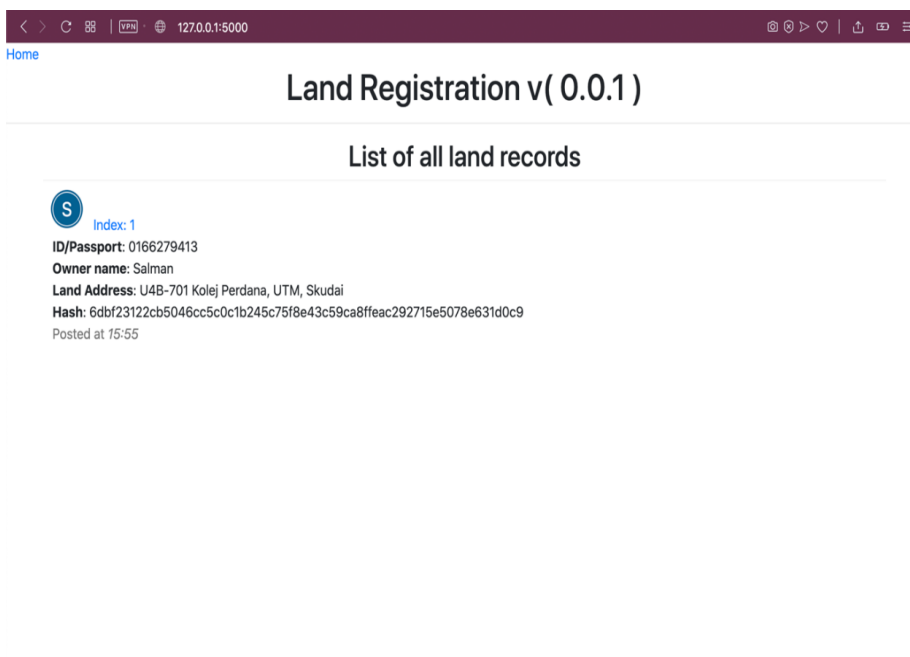 VPN 127.0.0.1:5000
Home
Land Registration v( 0.0.1 )
List of all land records
S
Index: 1
ID/Passport: 0166279413
Owner name: Salman
Land Address: U4B-701 Kolej Perdana, UTM, Skudai
Hash: 6dbf23122cb5046cc5c0c1b245c75f8e43c59ca8ffeac292715e5078e631d0c9
Posted at 15:55